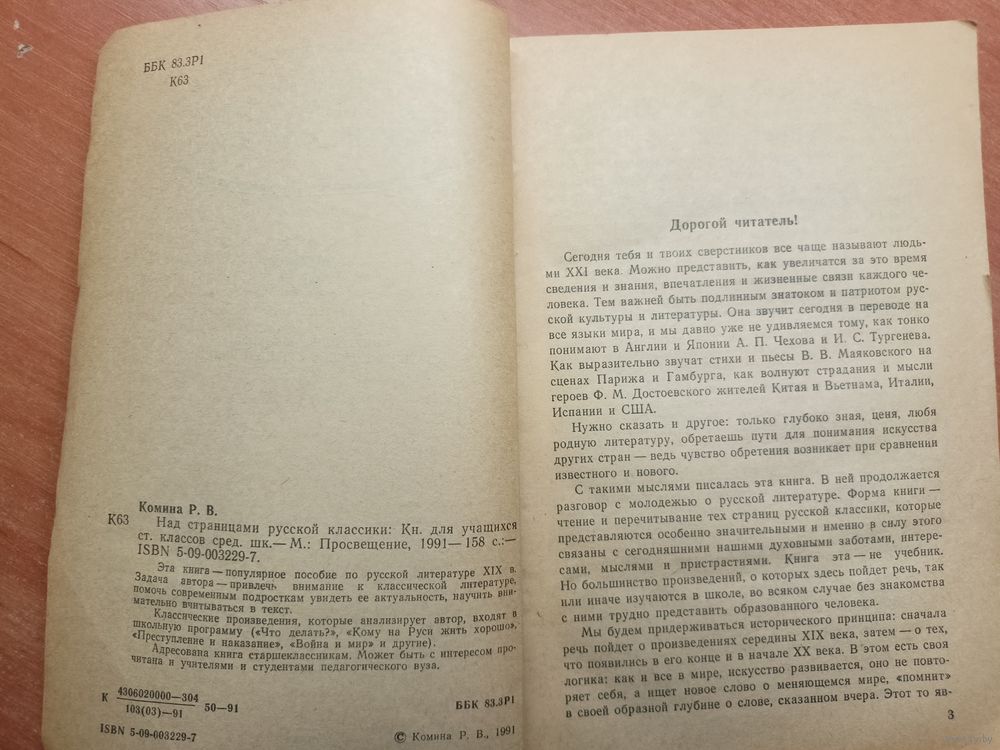 ББК 83.3Р1
К63
Комина Р. В.
К63 Над страницами русской классики: Кн. для учащихся
ст. классов сред. шк.— М.: Просвещение, 1991— 158 с.:—
ISBN 5-09-003229-7.
Эта книга — популярное пособие по русской литературе XIX в.
Задача автора — привлечь внимание к классической литературе,
помочь современным подросткам увидеть ее актуальность, научить вни-
мательно вчитываться в текст.
Классические произведения, которые анализирует автор, входят в
школьную программу («Что делать?», «Кому на Руси жить хорошо»,
«Преступление и наказание», «Война и мир» и другие).
Адресована книга старшеклассникам. Может быть с интересом про-
читана и учителями и студентами педагогического вуза.
К 4306020000—304
103(03)—91
50—91
ББК 83.3Р1
ISBN 5-09-003229-7
© Комина Р. В., 1991
Дорогой читатель!
Сегодня тебя и твоих сверстников все чаще называют людь-
ми XXI века. Можно представить, как увеличатся за это время
сведения и знания, впечатления и жизненные связи каждого че-
ловека. Тем важней быть подлинным знатоком и патриотом рус-
ской культуры и литературы. Она звучит сегодня в переводе на
все языки мира, и мы давно уже не удивляемся тому, как тонко
понимают в Англии и Японии А. П. Чехова и И. С. Тургенева.
Как выразительно звучат стихи и пьесы В. В. Маяковского на
сценах Парижа и Гамбурга, как волнуют страдания и мысли
героев Ф. М. Достоевского жителей Китая и Вьетнама, Италии,
Испании и США.
Нужно сказать и другое: только глубоко зная, ценя, любя
родную литературу, обретаешь пути для понимания искусства
других стран — ведь чувство обретения возникает при сравнении
известного и нового.
С такими мыслями писалась эта книга. В ней продолжается
разговор с молодежью о русской литературе. Форма книги —
чтение и перечитывание тех страниц русской классики, которые
представляются особенно значительными и именно в силу этого
связаны с сегодняшними нашими духовными заботами, интере-
сами, мыслями и пристрастиями. Книга эта — не учебник.
Но большинство произведений, о которых здесь пойдет речь, так
или иначе изучаются в школе, во всяком случае без знакомства
с ними трудно представить образованного человека.
Мы будем придерживаться исторического принципа: сначала
речь пойдет о произведениях середины XIX века, затем — о тех,
что появились в его конце и в начале XX века. В этом есть своя
логика: как и все в мире, искусство развивается, оно не повто-
ряет себя, а ищет новое слово о меняющемся мире, «помнит»
в своей образной глубине о слове, сказанном вчера. Этот то яв-
3